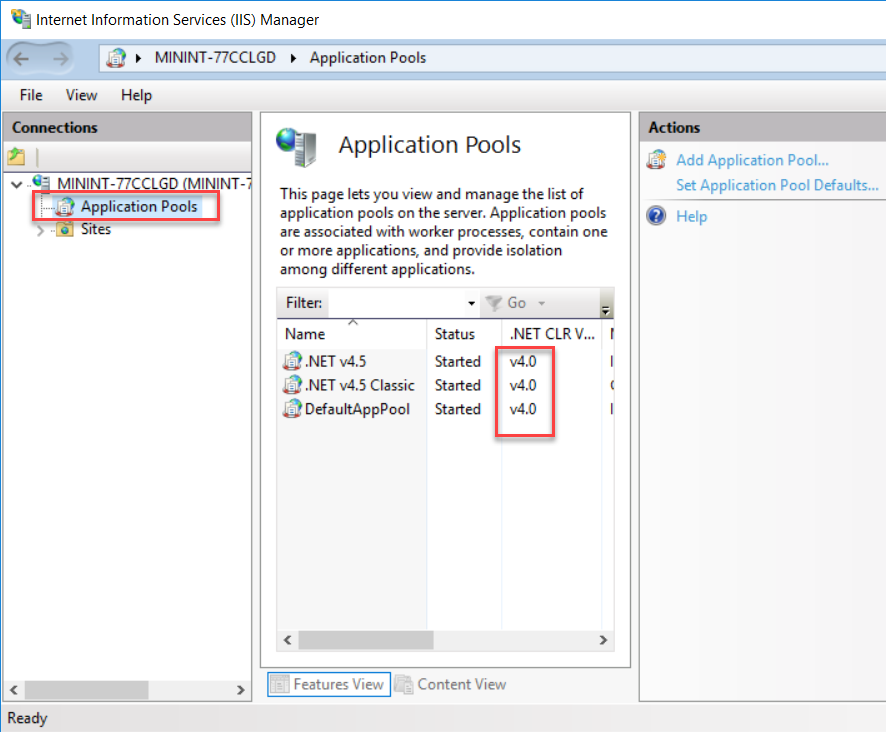 Internet Information Services (IIS) Manager
MININT-77CCLGD Application Pools
File View Help
Connections
MININT-77CCLGD (MININT-7
Application Pools
Sites
Application Pools
This page lets you view and manage the list of
application pools on the server. Application pools
are associated with worker processes, contain one
or more applications, and provide isolation
among different applications.
Filter: Go
Name Status .NET CLR V...
.NET v4.5 Started v4.0
.NET v4.5 Classic Started v4.0
DefaultAppPool Started v4.0
Features View Content View
Actions
Add Application Pool...
Set Application Pool Defaults...
Help
Ready